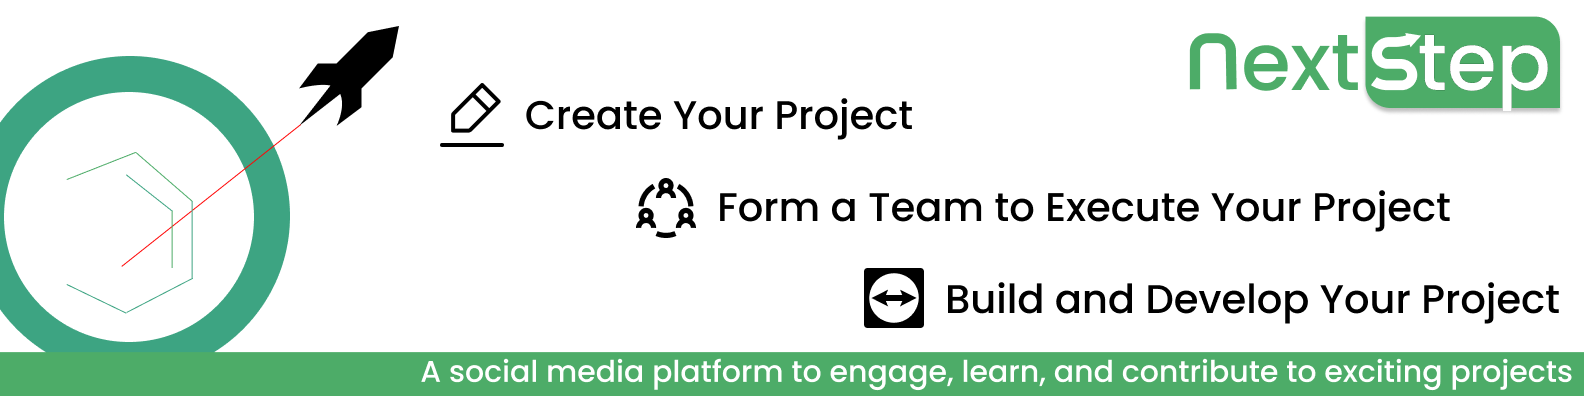 NextStep
Create Your Project
Form a Team to Execute Your Project
Build and Develop Your Project
A social media platform to engage, learn, and contribute to exciting projects